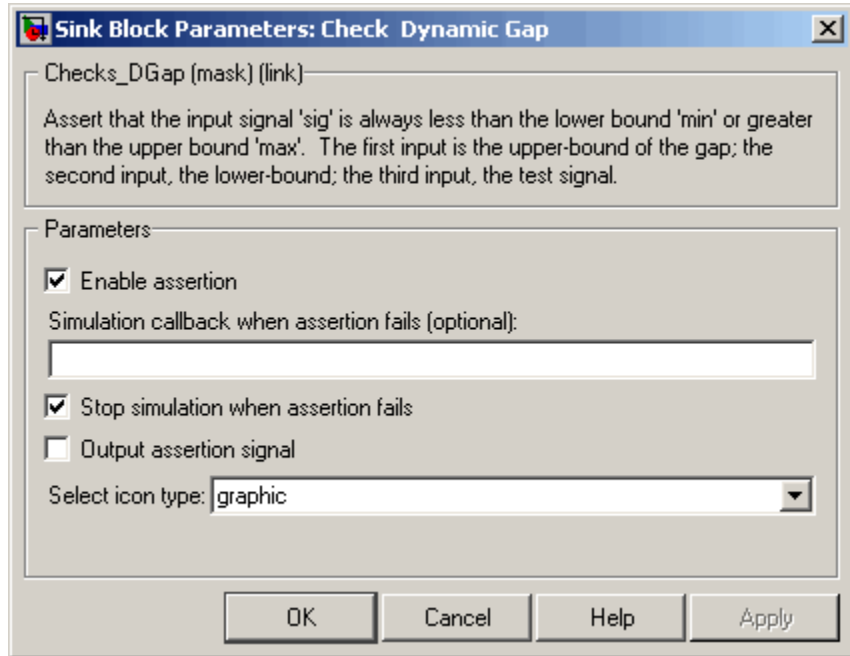 Sink Block Parameters: Check Dynamic Gap
Checks_DGap (mask) (link)
Assert that the input signal 'sig' is always less than the lower bound 'min' or greater
than the upper bound 'max'. The first input is the upper-bound of the gap; the
second input, the lower-bound; the third input, the test signal.
Parameters
Enable assertion
Simulation callback when assertion fails (optional):
Stop simulation when assertion fails
Output assertion signal
Select icon type: graphic
OK Cancel Help Apply